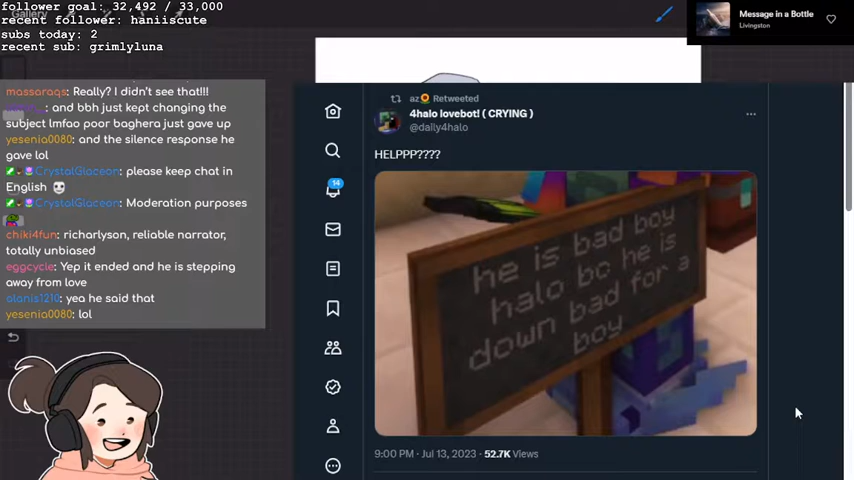 follower goal: 32,492 / 33,000
recent follower: haniiscute
subs today: 2
recent sub: grimlyluna
Gallery
Message in a Bottle
Livingston
massaraqs: Really? I didn't see that!!!
: and bbh just kept changing the
subject lmfao poor baghera just gave up
yesenia0080: and the silence response he
gave lol
CrystalGlaceon: please keep chat in
English
CrystalGlaceon: Moderation purposes
chiki4fun: richarlyson, reliable narrator,
totally unbiased
eggcycle: Yep it ended and he is stepping
away from love
alanis1210: yea he said that
yesenia0080: lol
az Retweeted
4halo lovebot! ( CRYING )
@daily4halo
HELPPP????
14
he is bad boy
halo bc he is
down bad for a
boy
9:00 PM · Jul 13, 2023 · 52.7K Views